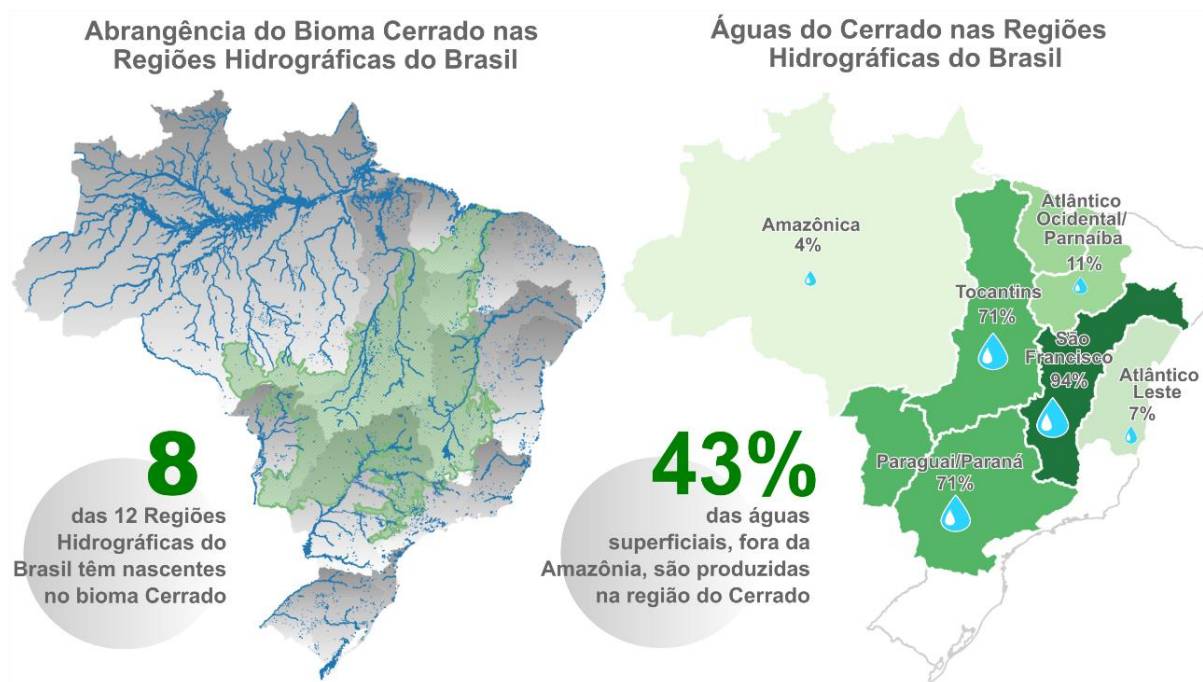 Abrangência do Bioma Cerrado nas
Regiões Hidrográficas do Brasil
8
das 12 Regiões
Hidrográficas do
Brasil têm nascentes
no bioma Cerrado
Águas do Cerrado nas Regiões
Hidrográficas do Brasil
Amazônica
4%
Atlântico
Ocidental/
Parnaíba
11%
Tocantins
71%
São
Francisco
94%
Atlântico
Leste
7%
Paraguai/Paraná
71%
43%
das águas
superficiais, fora da
Amazônia, são produzidas
na região do Cerrado